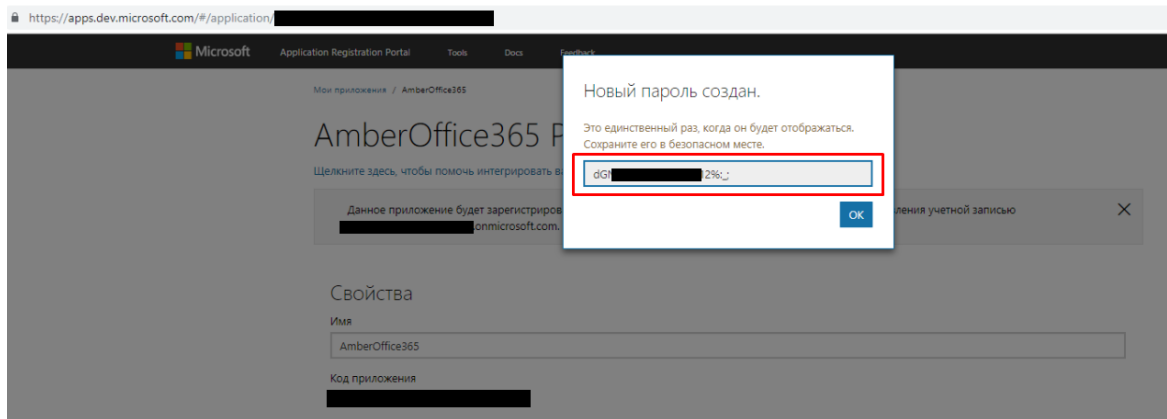 https://apps.dev.microsoft.com/#/application/
Microsoft Application Registration Portal Tools Docs Feedback
Мои приложения / AmberOffice365
AmberOffice365 P
Щелкните здесь, чтобы помочь интегрировать в
Данное приложение будет зарегистриров ления учетной записью
.onmicrosoft.com.
Новый пароль создан.
Это единственный раз, когда он будет отображаться.
Сохраните его в безопасном месте.
12%:_;
OK
Свойства
Имя
AmberOffice365
Код приложения